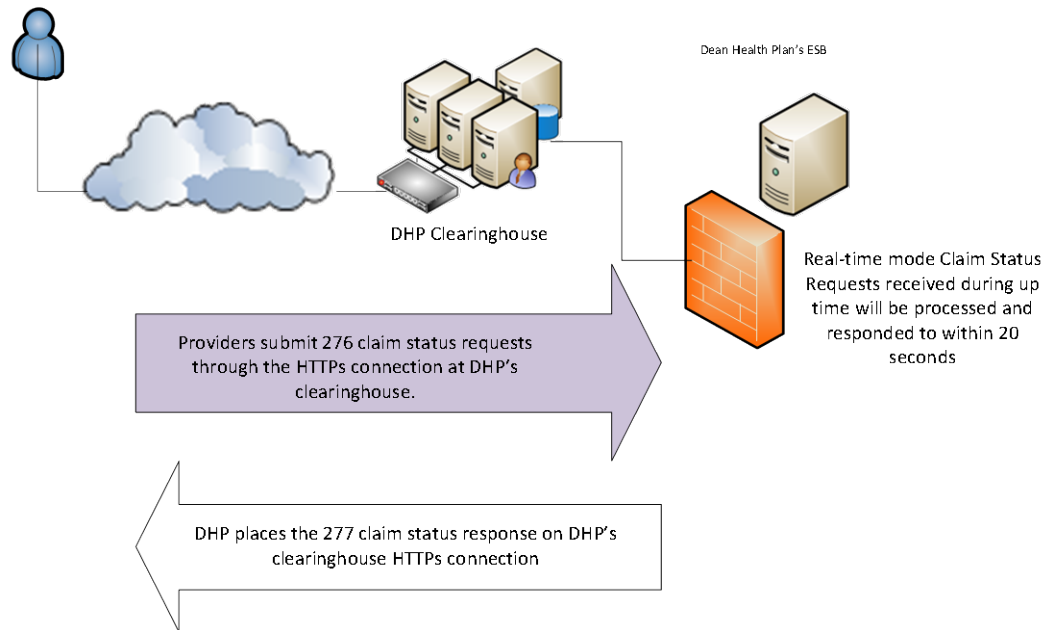 Dean Health Plan's ESB
DHP Clearinghouse
Real-time mode Claim Status
Requests received during up
time will be processed and
responded to within 20
seconds
Providers submit 276 claim status requests
through the HTTPs connection at DHP's
clearinghouse.
DHP places the 277 claim status response on DHP's
clearinghouse HTTPs connection